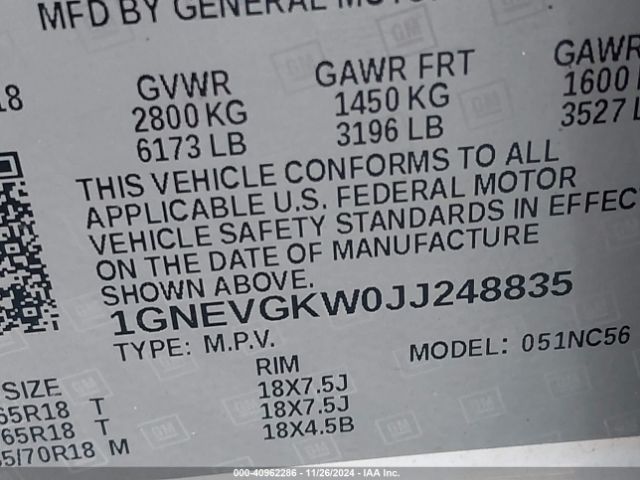 MFD BY GENERAL MOTOR
18 GVWR GAWR FRT GAWR
2800 KG 1450 KG 1600
6173 LB 3196 LB 3527 L
THIS VEHICLE CONFORMS TO ALL
APPLICABLE U.S. FEDERAL MOTOR
VEHICLE SAFETY STANDARDS IN EFFEC
ON THE DATE OF MANUFACTURE
SHOWN ABOVE.
1GNEVGKW0JJ248835
TYPE: M.P.V. MODEL: 051NC56
SIZE RIM
65R18 T 18X7.5J
65R18 T 18X7.5J
5/70R18 M 18X4.5B
000-40962286 - 11/26/2024 - IAA Inc.